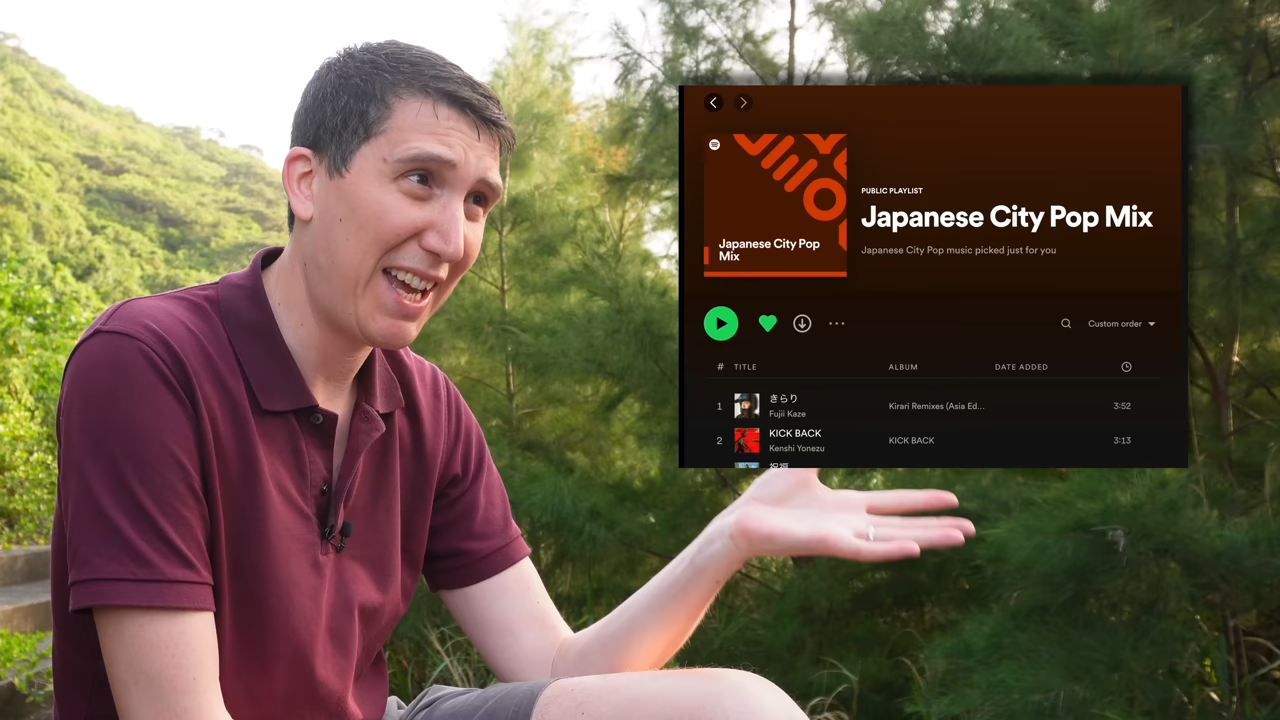 Japanese City Pop
Mix
PUBLIC PLAYLIST
Japanese City Pop Mix
Japanese City Pop music picked just for you
Custom order
# TITLE ALBUM DATE ADDED
1 きらり Kirari Remixes (Asia Ed... 3:52
Fujii Kaze
2 KICK BACK KICK BACK 3:13
Kenshi Yonezu
祝福